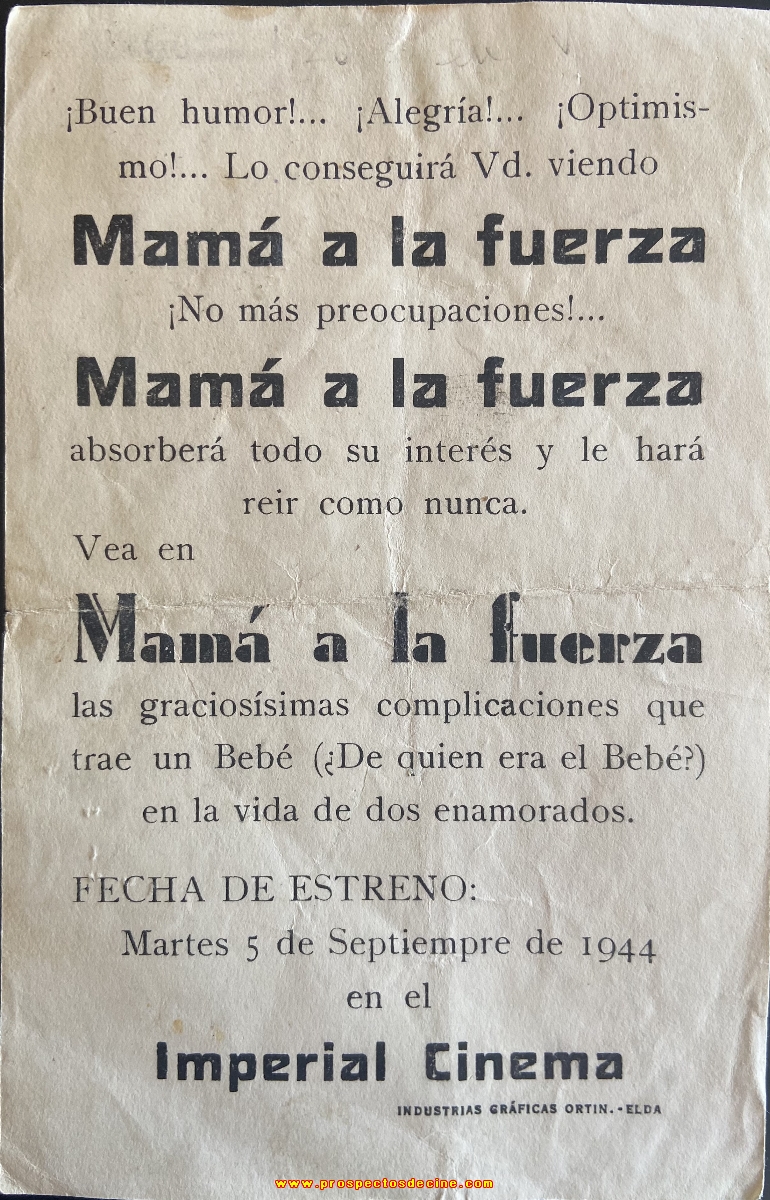 ¡Buen humor!... ¡Alegría!... ¡Optimis-
mo!... Lo conseguirá Vd. viendo
Mamá a la fuerza
¡No más preocupaciones!...
Mamá a la fuerza
absorberá todo su interés y le hará
reir como nunca.
Vea en
Mamá a la fuerza
las graciosísimas complicaciones que
trae un Bebé (¿De quien era el Bebé?)
en la vida de dos enamorados.
FECHA DE ESTRENO:
Martes 5 de Septiempre de 1944
en el
Imperial Cinema
INDUSTRIAS GRÁFICAS ORTIN.-ELDA
www.prospectosdecine.com